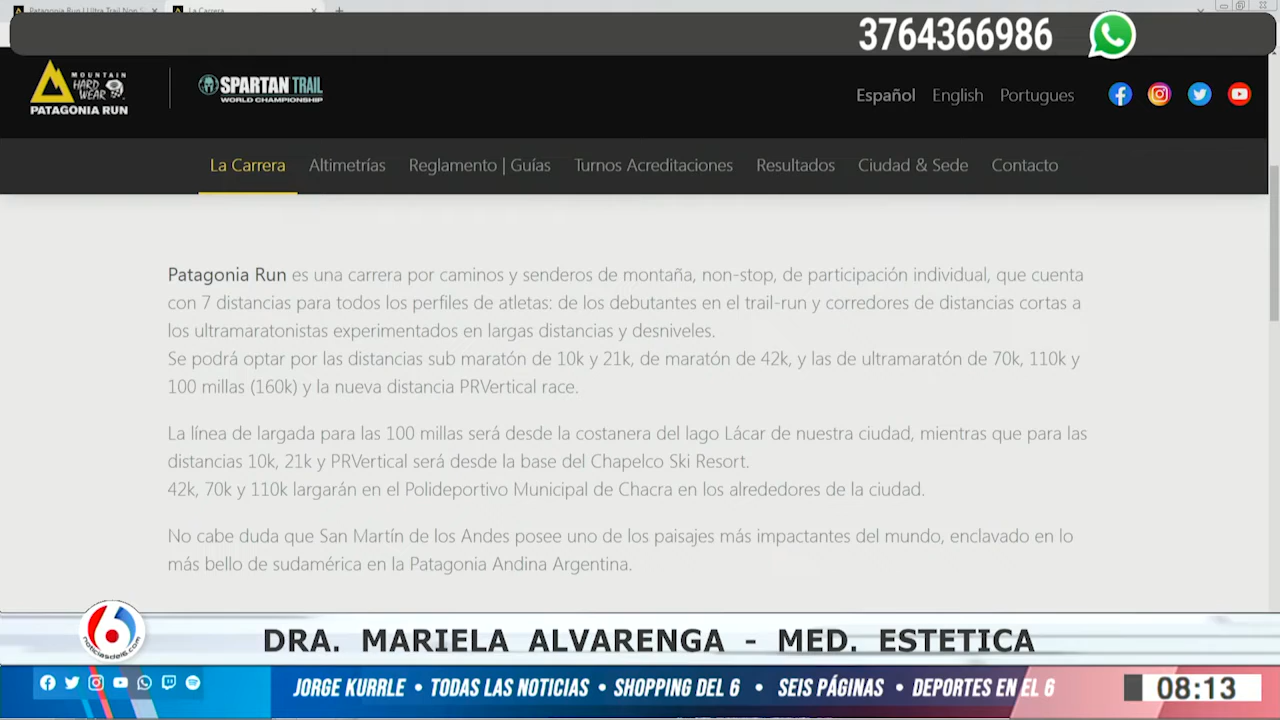 Patagonia Run | Ultra Trail Non S
La Carrera
3764366986
MOUNTAIN
HARD
WEAR
PATAGONIA RUN
SPARTAN TRAIL
WORLD CHAMPIONSHIP
Español English Portugues
La Carrera Altimetrías Reglamento | Guías Turnos Acreditaciones Resultados Ciudad & Sede Contacto
Patagonia Run es una carrera por caminos y senderos de montaña, non-stop, de participación individual, que cuenta
con 7 distancias para todos los perfiles de atletas: de los debutantes en el trail-run y corredores de distancias cortas a
los ultramaratonistas experimentados en largas distancias y desniveles.
Se podrá optar por las distancias sub maratón de 10k y 21k, de maratón de 42k, y las de ultramaratón de 70k, 110k y
100 millas (160k) y la nueva distancia PRVertical race.
La línea de largada para las 100 millas será desde la costanera del lago Lácar de nuestra ciudad, mientras que para las
distancias 10k, 21k y PRVertical será desde la base del Chapelco Ski Resort.
42k, 70k y 110k largarán en el Polideportivo Municipal de Chacra en los alrededores de la ciudad.
No cabe duda que San Martín de los Andes posee uno de los paisajes más impactantes del mundo, enclavado en lo
más bello de sudamérica en la Patagonia Andina Argentina.
6
noticiasdel6.com
DRA. MARIELA ALVARENGA - MED. ESTETICA
JORGE KURRLE • TODAS LAS NOTICIAS • SHOPPING DEL 6 • SEIS PÁGINAS • DEPORTES EN EL 6
08:13